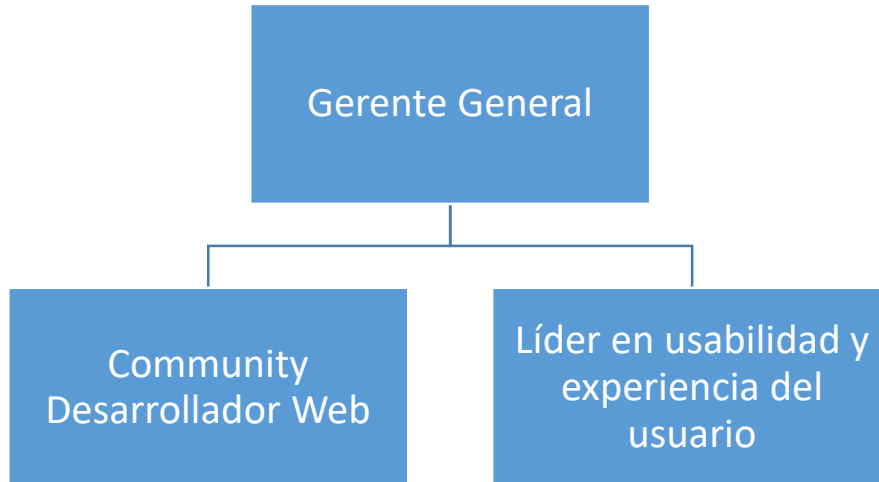 Gerente General
Community
Desarrollador Web
Líder en usabilidad y
experiencia del
usuario